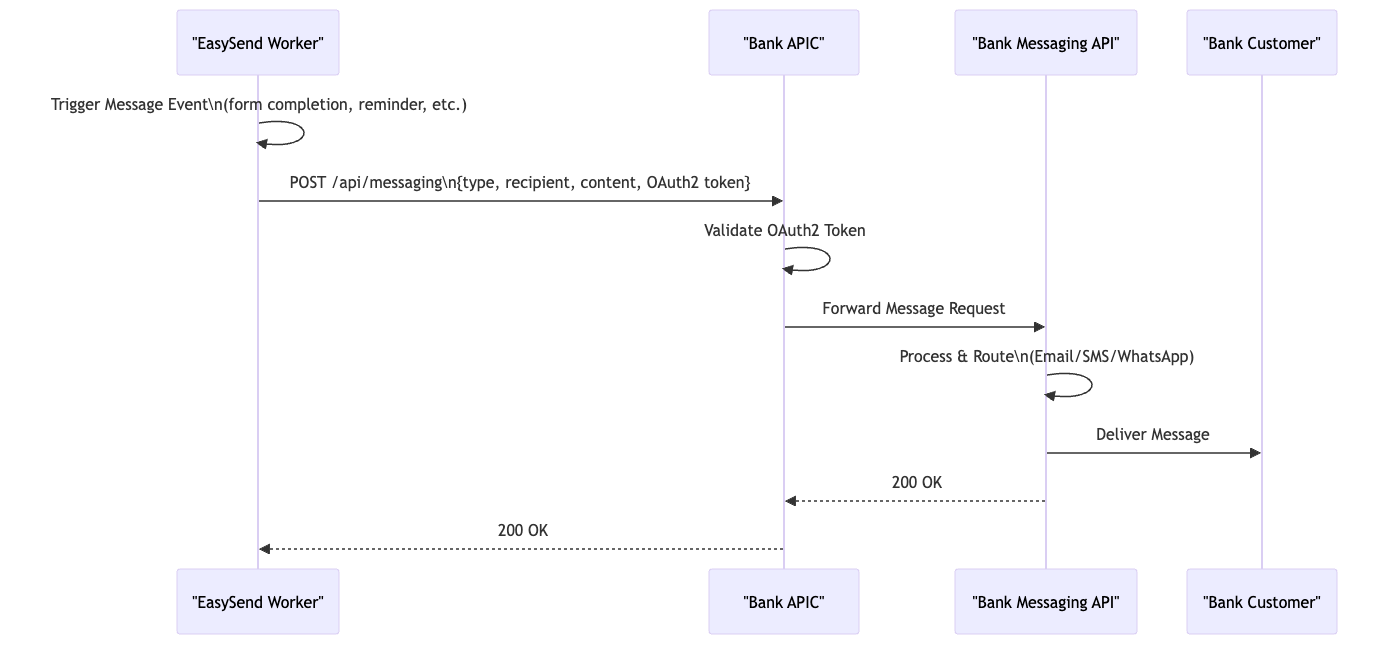 "EasySend Worker"
"Bank APIC"
"Bank Messaging API"
"Bank Customer"
Trigger Message Event\n(form completion, reminder, etc.)
POST /api/messaging\n{type, recipient, content, OAuth2 token}
Validate OAuth2 Token
Forward Message Request
Process & Route\n(Email/SMS/WhatsApp)
Deliver Message
200 OK
200 OK
"EasySend Worker"
"Bank APIC"
"Bank Messaging API"
"Bank Customer"